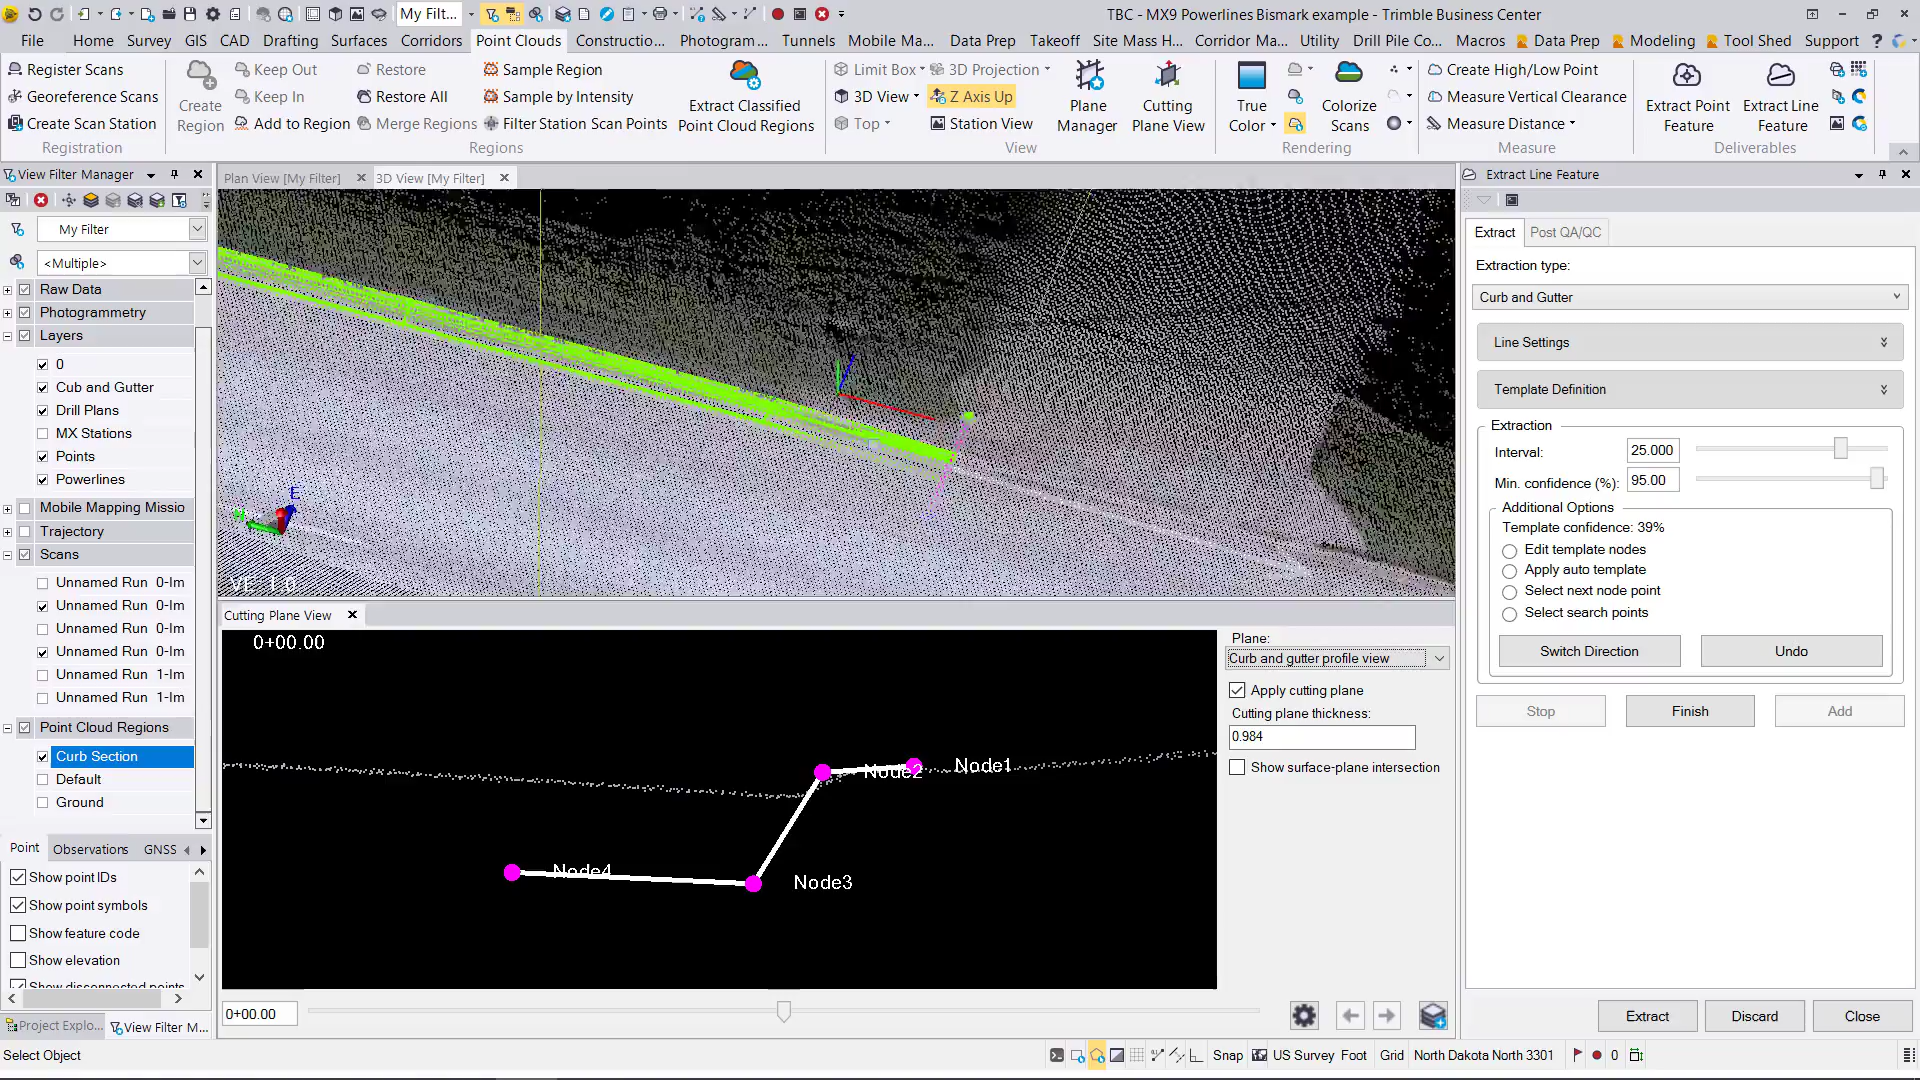 My Filt...
TBC - MX9 Powerlines Bismark example - Trimble Business Center
File Home Survey GIS CAD Drafting Surfaces Corridors Point Clouds Constructio... Photogram... Tunnels Mobile Ma... Data Prep Takeoff Site Mass H... Corridor Ma... Utility Drill Pile Co... Macros Data Prep Modeling Tool Shed Support
Register Scans
Georeference Scans
Create Scan Station
Registration
Create Region
Keep Out
Keep In
Add to Region
Restore
Restore All
Merge Regions
Sample Region
Sample by Intensity
Filter Station Scan Points
Extract Classified
Point Cloud Regions
Regions
Limit Box
3D View
Top
3D Projection
Z Axis Up
Station View
Plane
Manager
Cutting
Plane View
View
True
Color
Colorize
Scans
Rendering
Create High/Low Point
Measure Vertical Clearance
Measure Distance
Measure
Extract Point
Feature
Extract Line
Feature
Deliverables
View Filter Manager
My Filter
<Multiple>
Raw Data
Photogrammetry
Layers
0
Cub and Gutter
Drill Plans
MX Stations
Points
Powerlines
Mobile Mapping Missio
Trajectory
Scans
Unnamed Run 0-Im
Unnamed Run 0-Im
Unnamed Run 0-Im
Unnamed Run 0-Im
Unnamed Run 1-Im
Unnamed Run 1-Im
Point Cloud Regions
Curb Section
Default
Ground
Point Observations GNSS
Show point IDs
Show point symbols
Show feature code
Show elevation
Show disconnected points
Project Explo... View Filter M...
Select Object
Plan View [My Filter]
3D View [My Filter]
E
N
VE: 1.0
Cutting Plane View
0+00.00
Node1
Node2
Node3
Node4
0+00.00
Plane:
Curb and gutter profile view
Apply cutting plane
Cutting plane thickness:
0.984
Show surface-plane intersection
Extract Line Feature
Extract Post QA/QC
Extraction type:
Curb and Gutter
Line Settings
Template Definition
Extraction
Interval: 25.000
Min. confidence (%): 95.00
Additional Options
Template confidence: 39%
Edit template nodes
Apply auto template
Select next node point
Select search points
Switch Direction Undo
Stop Finish Add
Extract Discard Close
Snap US Survey Foot Grid North Dakota North 3301 0